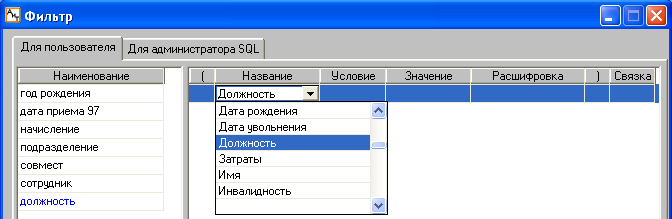 Фильтр
Для пользователя Для администратора SQL
Наименование
год рождения
дата приема 97
начисление
подразделение
совмест
сотрудник
должность
( Название Условие Значение Расшифровка ) Связка
Должность
Дата рождения
Дата увольнения
Должность
Затраты
Имя
Инвалидность